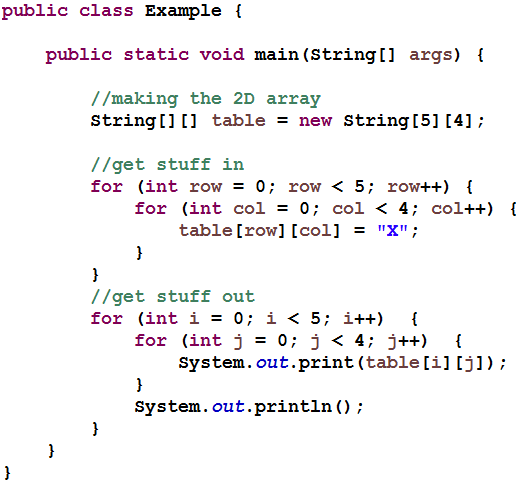 public class Example {
    public static void main(String[] args) {
        //making the 2D array
        String[][] table = new String[5][4];
        //get stuff in
        for (int row = 0; row < 5; row++) {
            for (int col = 0; col < 4; col++) {
                table[row][col] = "X";
            }
        }
        //get stuff out
        for (int i = 0; i < 5; i++)  {
            for (int j = 0; j < 4; j++)  {
                System.out.print(table[i][j]);
            }
            System.out.println();
        }
    }
}